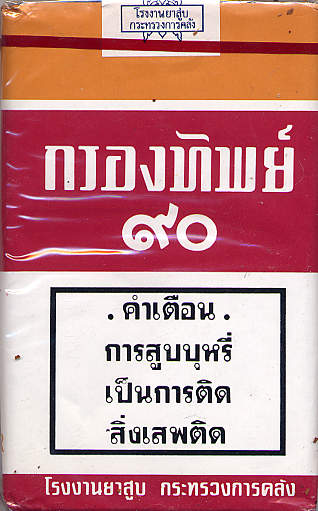 โรงงานยาสูบ
กระทรวงการคลัง
กรองทิพย์
๙๐
. คำเตือน .
การสูบบุหรี่
เป็นการติด
สิ่งเสพติด
โรงงานยาสูบ กระทรวงการคลัง